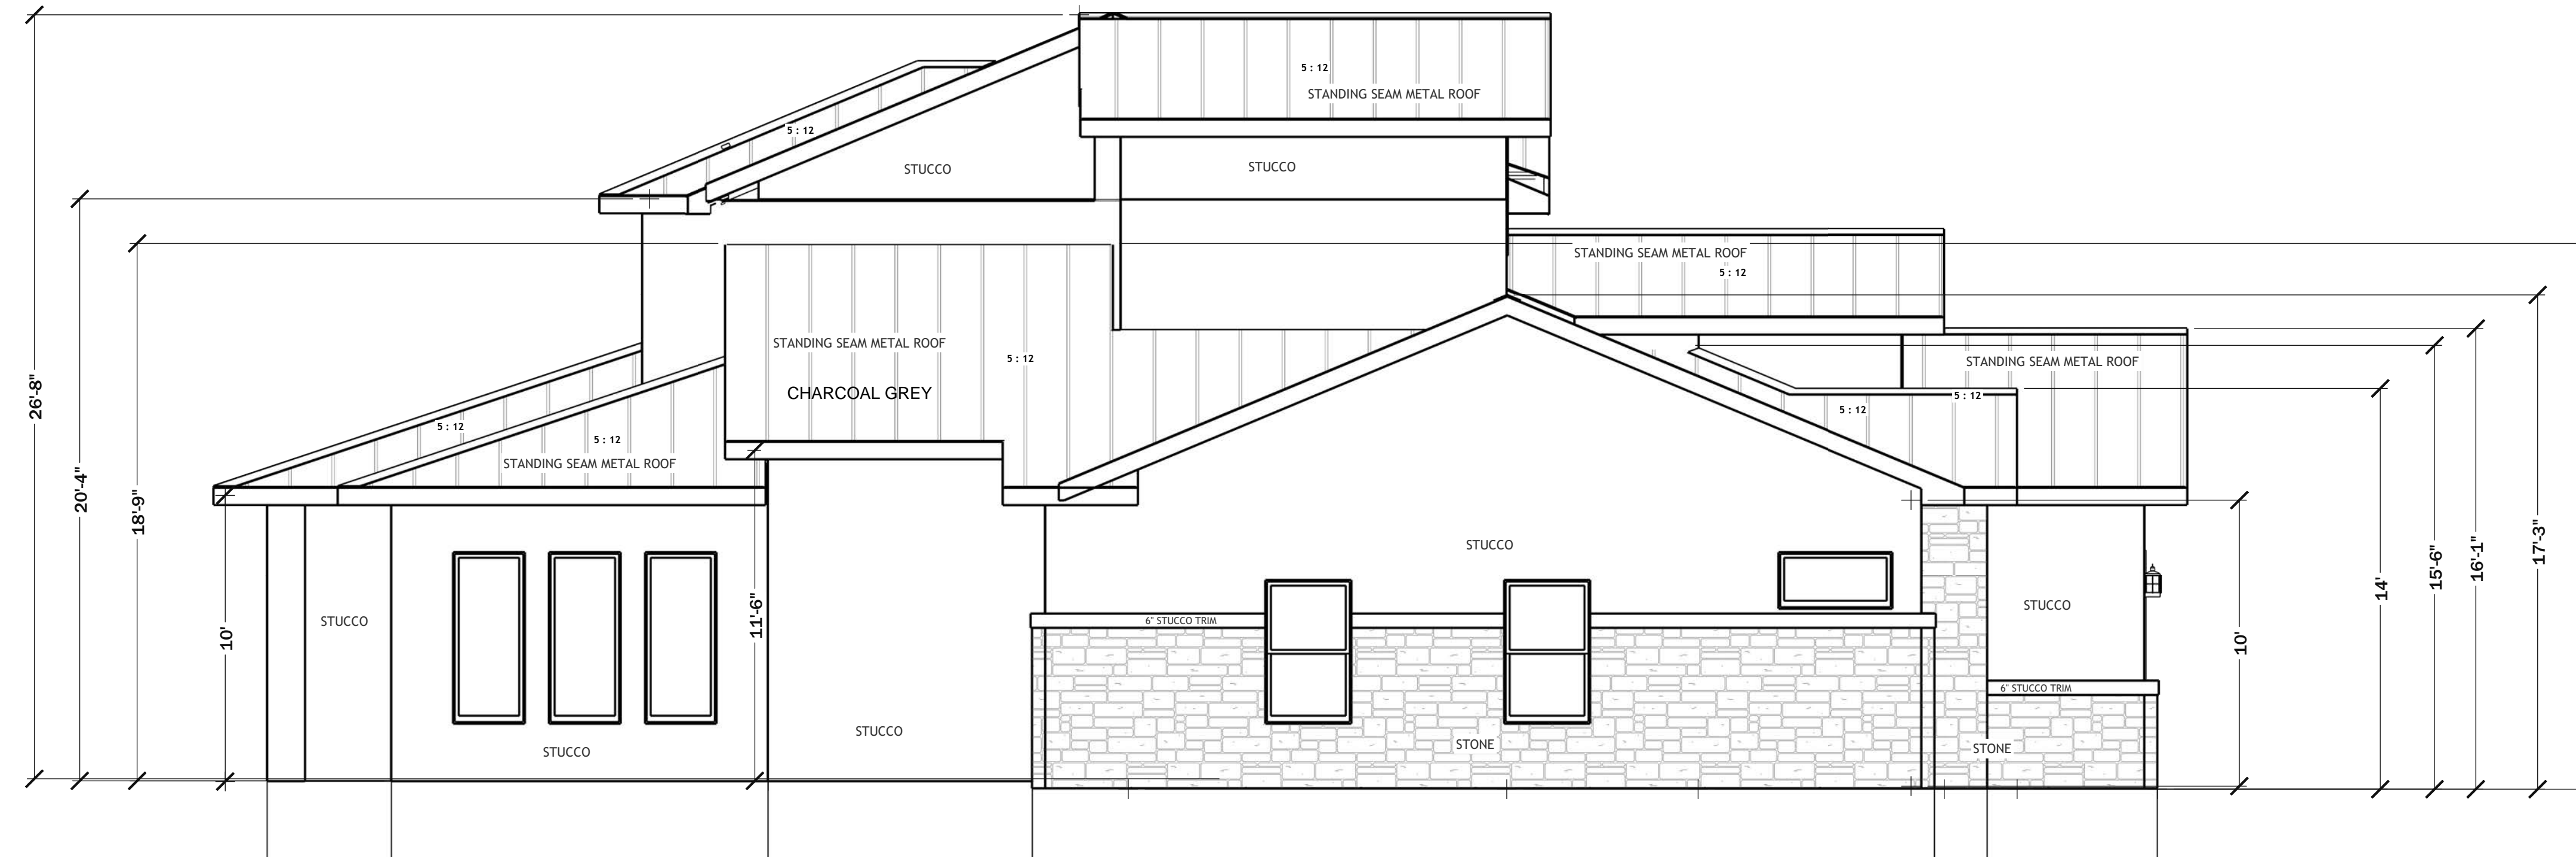 5 : 12
STANDING SEAM METAL ROOF
5 : 12
STUCCO
STUCCO
STANDING SEAM METAL ROOF
5 : 12
STANDING SEAM METAL ROOF
5 : 12
CHARCOAL GREY
STANDING SEAM METAL ROOF
5 : 12
5 : 12
5 : 12
5 : 12
STANDING SEAM METAL ROOF
26'-8"
20'-4"
18'-9"
10'
11'-6"
10'
14'
15'-6"
16'-1"
17'-3"
STUCCO
STUCCO
STUCCO
6" STUCCO TRIM
STUCCO
6" STUCCO TRIM
STUCCO
STONE
STONE
STUCCO